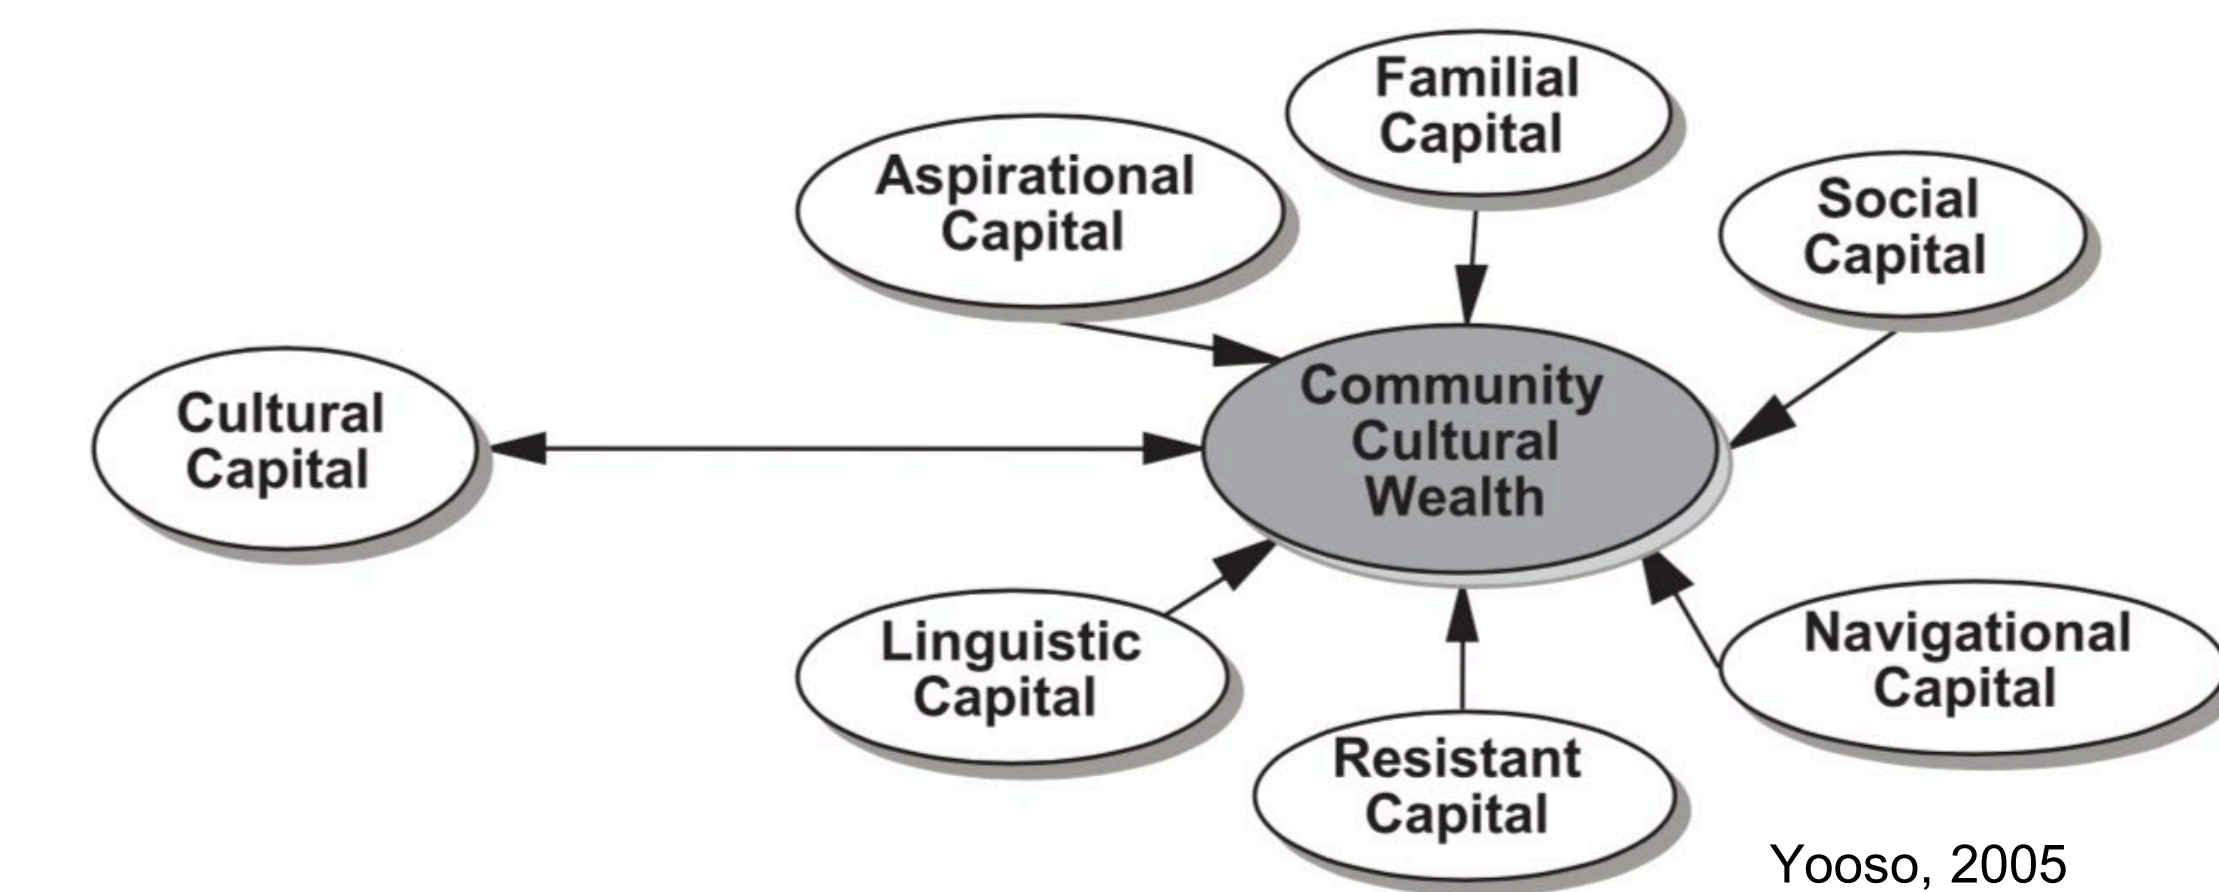 Familial
Capital
Aspirational
Capital
Social
Capital
Cultural
Capital
Community
Cultural
Wealth
Linguistic
Capital
Navigational
Capital
Resistant
Capital
Yooso, 2005